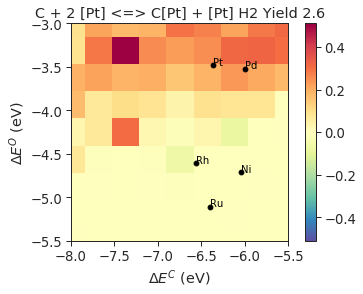 C + 2 [Pt] <=> C[Pt] + [Pt] H2 Yield 2.6
−3.0
−3.5
−4.0
−4.5
−5.0
−5.5
ΔE^O (eV)
Pt
Pd
Rh
Ni
Ru
−8.0 −7.5 −7.0 −6.5 −6.0 −5.5
ΔE^C (eV)
0.4
0.2
0.0
−0.2
−0.4